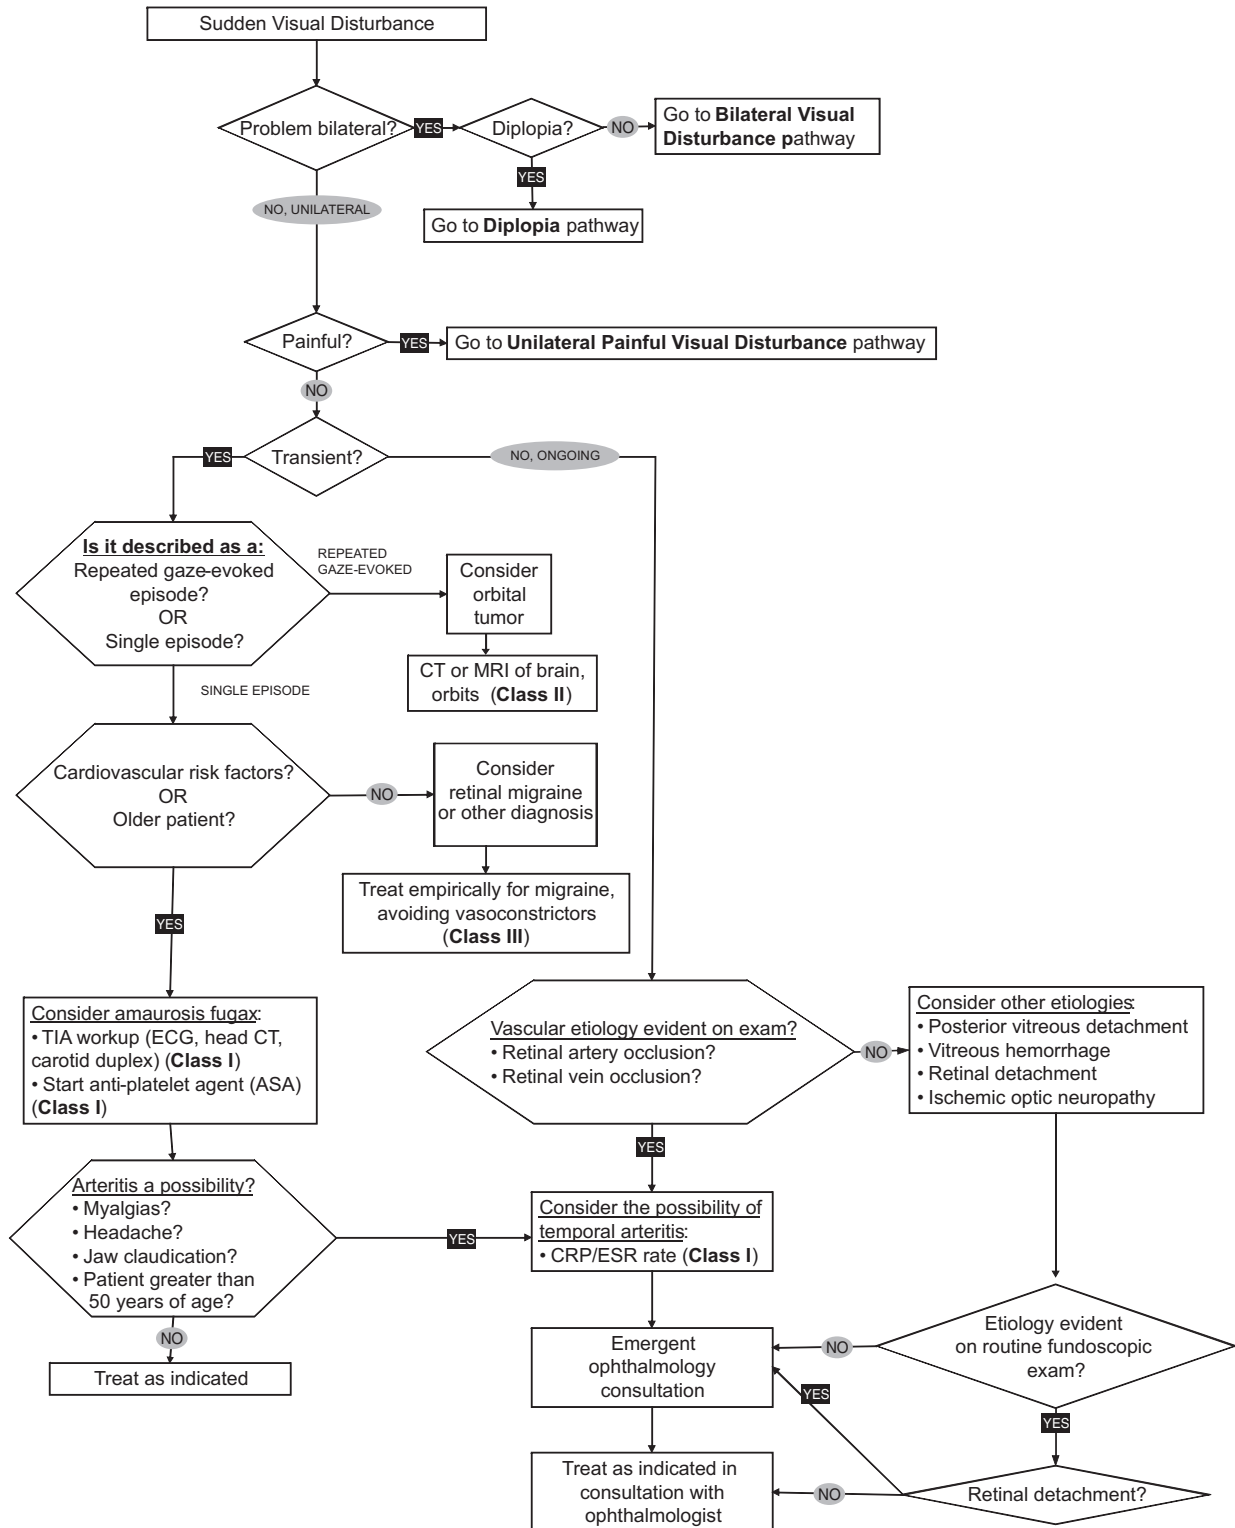 Sudden Visual Disturbance
Problem bilateral?
YES
Diplopia?
NO
Go to Bilateral Visual
Disturbance pathway
YES
Go to Diplopia pathway
NO, UNILATERAL
Painful?
YES
Go to Unilateral Painful Visual Disturbance pathway
NO
Transient?
YES
NO, ONGOING
Is it described as a:
Repeated gaze-evoked
episode?
OR
Single episode?
REPEATED
GAZE-EVOKED
Consider
orbital
tumor
CT or MRI of brain,
orbits (Class II)
SINGLE EPISODE
Cardiovascular risk factors?
OR
Older patient?
NO
Consider
retinal migraine
or other diagnosis
Treat empirically for migraine,
avoiding vasoconstrictors
(Class III)
YES
Consider amaurosis fugax:
• TIA workup (ECG, head CT,
carotid duplex) (Class I)
• Start anti-platelet agent (ASA)
(Class I)
Vascular etiology evident on exam?
• Retinal artery occlusion?
• Retinal vein occlusion?
NO
Consider other etiologies:
• Posterior vitreous detachment
• Vitreous hemorrhage
• Retinal detachment
• Ischemic optic neuropathy
YES
Arteritis a possibility?
• Myalgias?
• Headache?
• Jaw claudication?
• Patient greater than
50 years of age?
YES
Consider the possibility of
temporal arteritis:
• CRP/ESR rate (Class I)
NO
Treat as indicated
Emergent
ophthalmology
consultation
NO
Etiology evident
on routine fundoscopic
exam?
YES
YES
Treat as indicated in
consultation with
ophthalmologist
NO
Retinal detachment?